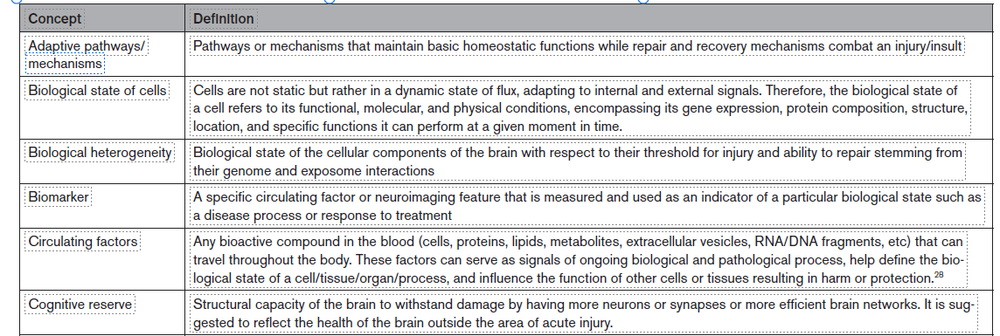 Concept Definition
Adaptive pathways/ Pathways or mechanisms that maintain basic homeostatic functions while repair and recovery mechanisms combat an injury/insult
mechanisms
Biological state of cells Cells are not static but rather in a dynamic state of flux, adapting to internal and external signals. Therefore, the biological state of
a cell refers to its functional, molecular, and physical conditions, encompassing its gene expression, protein composition, structure,
location, and specific functions it can perform at a given moment in time.
Biological heterogeneity Biological state of the cellular components of the brain with respect to their threshold for injury and ability to repair stemming from
their genome and exposome interactions
Biomarker A specific circulating factor or neuroimaging feature that is measured and used as an indicator of a particular biological state such as
a disease process or response to treatment
Circulating factors Any bioactive compound in the blood (cells, proteins, lipids, metabolites, extracellular vesicles, RNA/DNA fragments, etc) that can
travel throughout the body. These factors can serve as signals of ongoing biological and pathological process, help define the bio-
logical state of a cell/tissue/organ/process, and influence the function of other cells or tissues resulting in harm or protection.28
Cognitive reserve Structural capacity of the brain to withstand damage by having more neurons or synapses or more efficient brain networks. It is sug-
gested to reflect the health of the brain outside the area of acute injury.